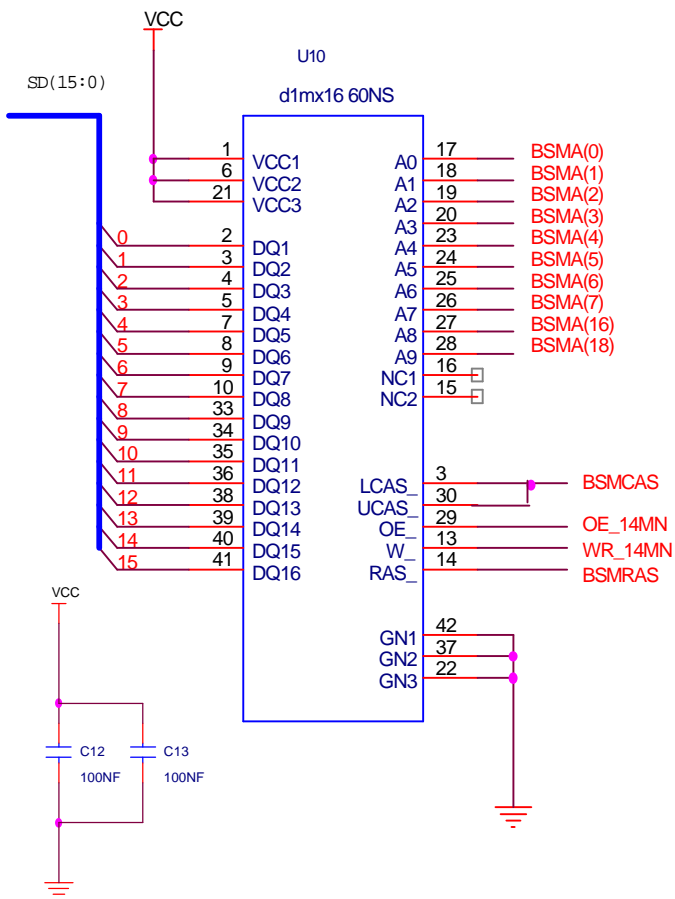 VCC
U10
SD(15:0)
d1mx16 60NS
1 VCC1 A0 17 BSMA(0)
6 VCC2 A1 18 BSMA(1)
21 VCC3 A2 19 BSMA(2)
A3 20 BSMA(3)
0 2 DQ1 A4 23 BSMA(4)
1 3 DQ2 A5 24 BSMA(5)
2 4 DQ3 A6 25 BSMA(6)
3 5 DQ4 A7 26 BSMA(7)
4 7 DQ5 A8 27 BSMA(16)
5 8 DQ6 A9 28 BSMA(18)
6 9 DQ7 NC1 16
7 10 DQ8 NC2 15
8 33 DQ9
9 34 DQ10
10 35 DQ11
11 36 DQ12 LCAS_ 3 BSMCAS
12 38 DQ13 UCAS_ 30
13 39 DQ14 OE_ 29 OE_14MN
14 40 DQ15 W_ 13 WR_14MN
15 41 DQ16 RAS_ 14 BSMRAS
VCC
GN1 42
GN2 37
GN3 22
C12 C13
100NF 100NF